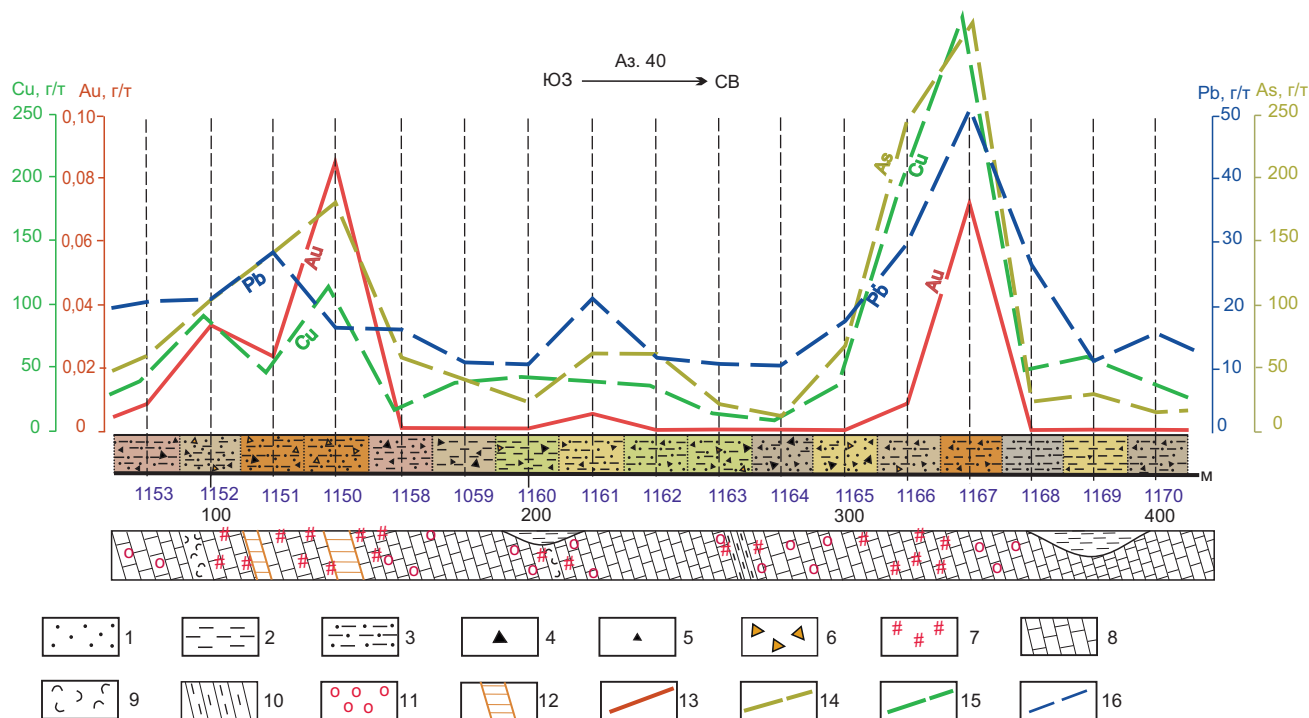 Аз. 40
ЮЗ СВ
Cu, г/т Au, г/т Pb, г/т As, г/т
250 0,10 50 250
200 0,08 40 200
150 0,06 30 150
100 0,04 20 100
50 0,02 10 50
0 0 0 0
Pb Au Cu As Cu Pb Au
м
1153 1152 1151 1150 1158 1059 1160 1161 1162 1163 1164 1165 1166 1167 1168 1169 1170
100 200 300 400
1 2 3 4 5 6 7 8
9 10 11 12 13 14 15 16